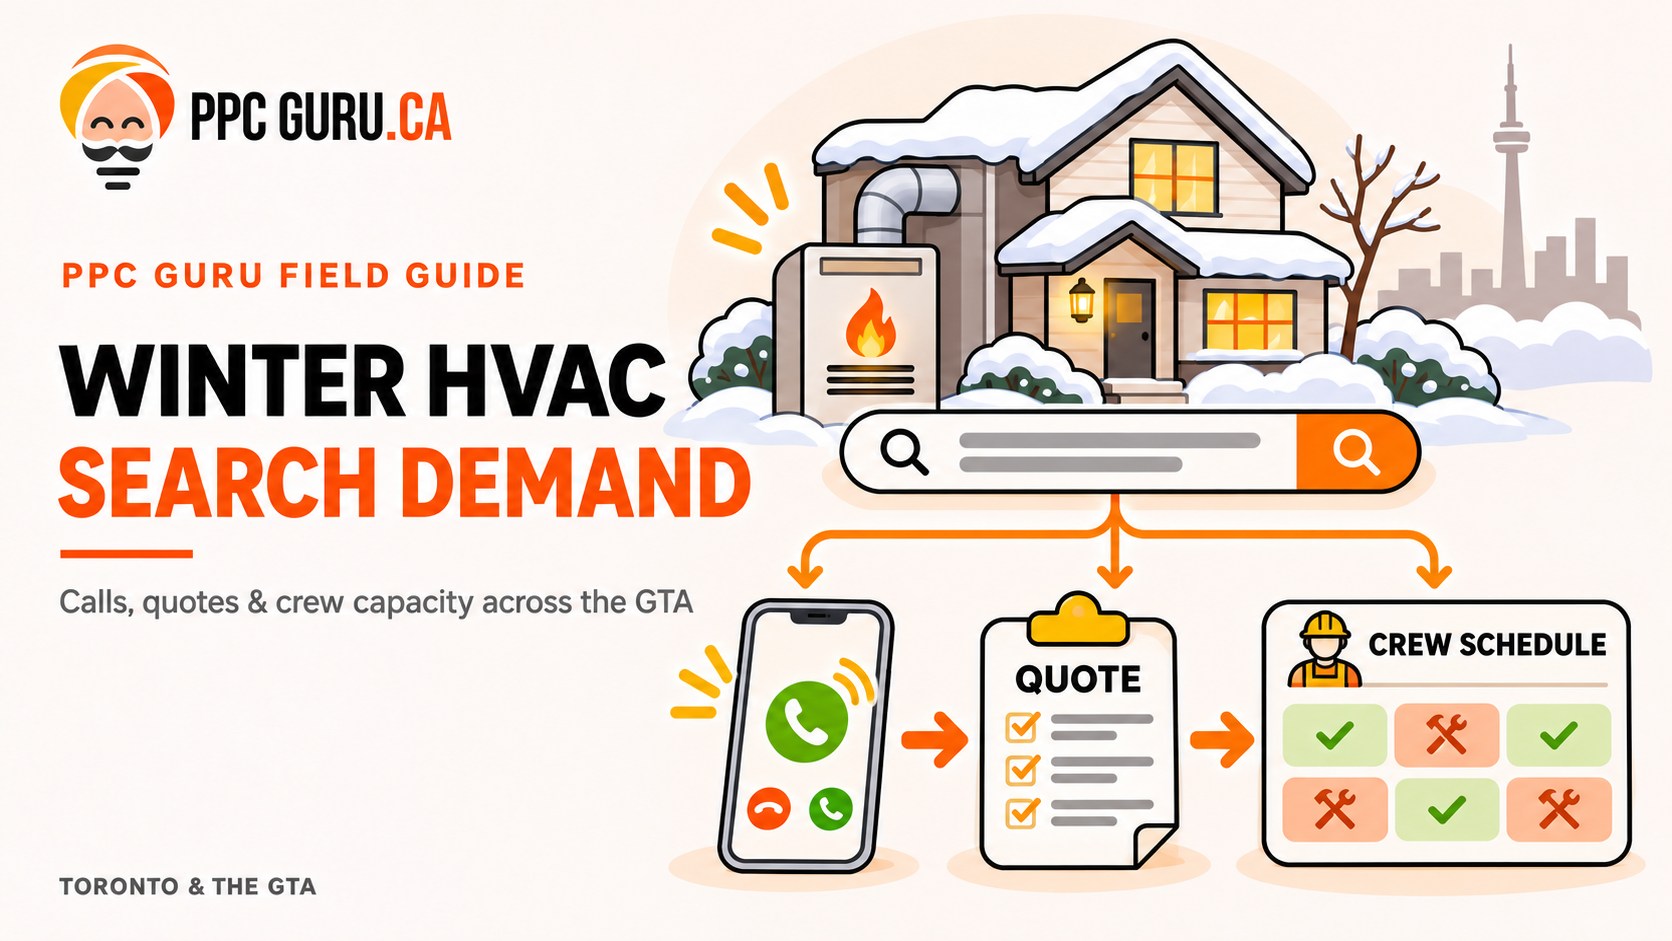 PPC GURU.CA
PPC GURU FIELD GUIDE
WINTER HVAC
SEARCH DEMAND
Calls, quotes & crew capacity across the GTA
QUOTE
CREW SCHEDULE
TORONTO & THE GTA